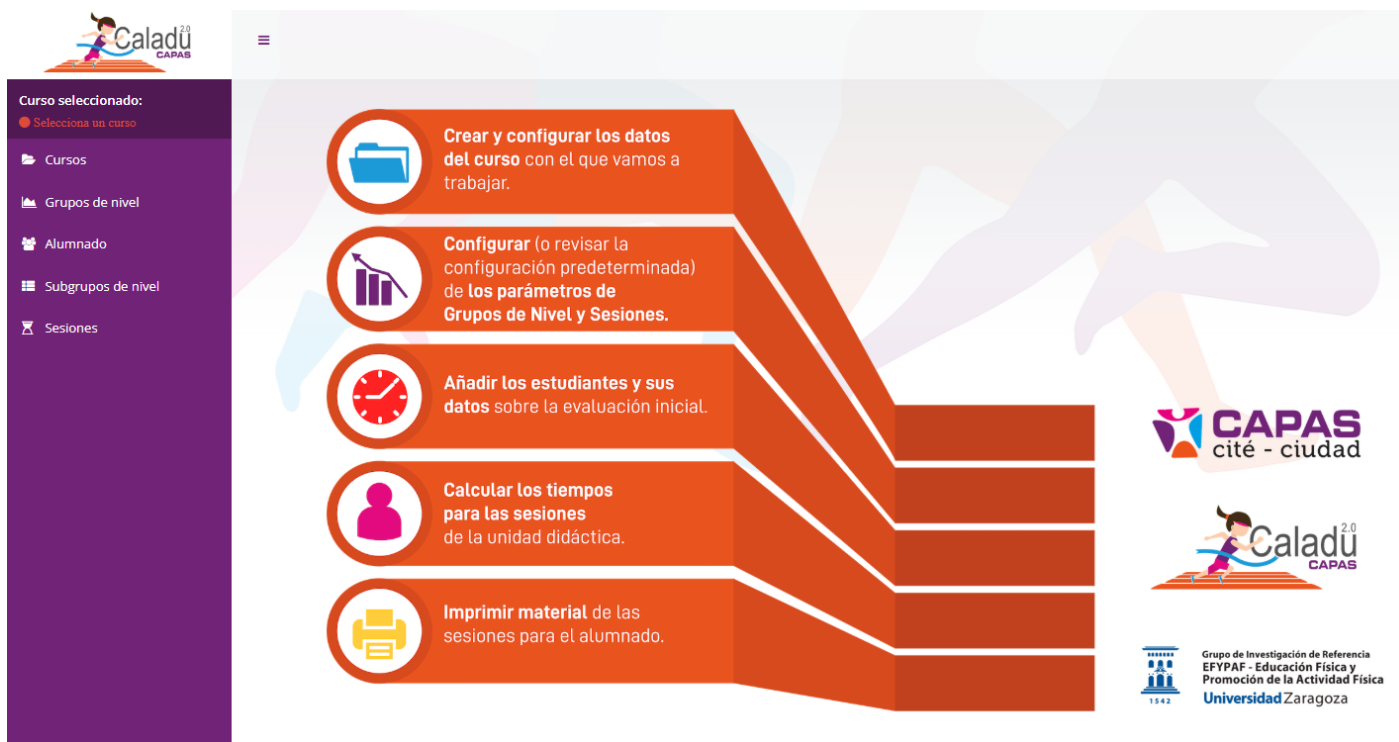 Caladü 2.0
CAPAS
Curso seleccionado:
Selecciona un curso
Cursos
Grupos de nivel
Alumnado
Subgrupos de nivel
Sesiones
Crear y configurar los datos
del curso con el que vamos a
trabajar.
Configurar (o revisar la
configuración predeterminada)
de los parámetros de
Grupos de Nivel y Sesiones.
Añadir los estudiantes y sus
datos sobre la evaluación inicial.
Calcular los tiempos
para las sesiones
de la unidad didáctica.
Imprimir material de las
sesiones para el alumnado.
CAPAS
cité - ciudad
Caladü 2.0
CAPAS
Grupo de Investigación de Referencia
EFYPAF - Educación Física y
Promoción de la Actividad Física
Universidad Zaragoza
1542